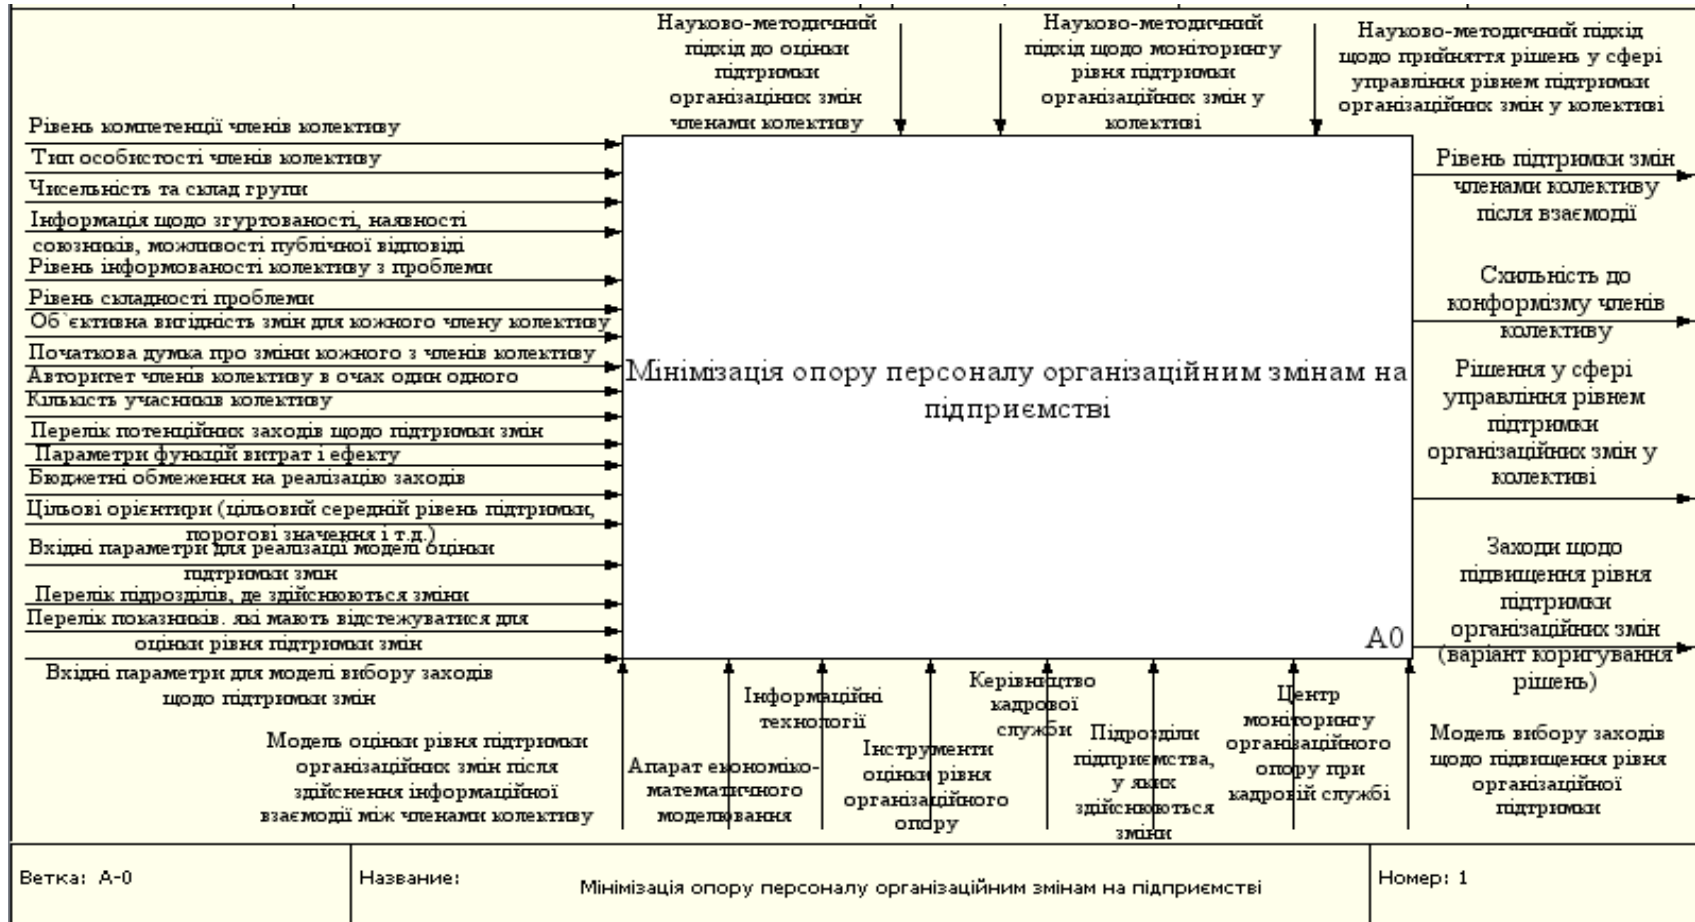 Науково-методичний
підхід до оцінки
підтримки
організаціних змін
членами колективу
Науково-методичний
підхід щодо моніторингу
рівня підтримки
організаційних змін у
колективі
Науково-методичний підхід
щодо прийняття рішень у сфері
управління рівнем підтримки
організаційних змін у колективі
Рівень компетенції членів колективу
Тип особистості членів колективу
Чисельність та склад групи
Інформація щодо згуртованості, наявності
союзників, можливості публічної відповіді
Рівень інформованості колективу з проблеми
Рівень складності проблеми
Об`єктивна вигідність змін для кожного члену колективу
Початкова думка про зміни кожного з членів колективу
Авторитет членів колективу в очах один одного
Кількість учасників колективу
Перелік потенційних заходів щодо підтримки змін
Параметри функцій витрат і ефекту
Бюджетні обмеження на реалізацію заходів
Цільові орієнтири (цільовий середній рівень підтримки,
порогові значення і т.д.)
Вхідні параметри для реалізації моделі оцінки
підтримки змін
Перелік підрозділів, де здійснюються зміни
Перелік показників. які мають відстежуватися для
оцінки рівня підтримки змін
Вхідні параметри для моделі вибору заходів
щодо підтримки змін
Мінімізація опору персоналу організаційним змінам на
підприємстві
A0
Рівень підтримки змін
членами колективу
після взаємодії
Схильність до
конформізму членів
колективу
Рішення у сфері
управління рівнем
підтримки
організаційних змін у
колективі
Заходи щодо
підвищення рівня
підтримки
організаційних змін
(варіант коригування
рішень)
Модель оцінки рівня підтримки
організаційних змін після
здійснення інформаційної
взаємодії між членами колективу
Апарат економіко-
математичного
моделювання
Інформаційні
технології
Інструменти
оцінки рівня
організаційного
опору
Керівництво
кадрової
служби
Підрозділи
підприємства,
у яких
здійснюються
зміни
Центр
моніторингу
організаційного
опору при
кадровій службі
Модель вибору заходів
щодо підвищення рівня
організаційної
підтримки
Ветка: A-0
Название:
Мінімізація опору персоналу організаційним змінам на підприємстві
Номер: 1